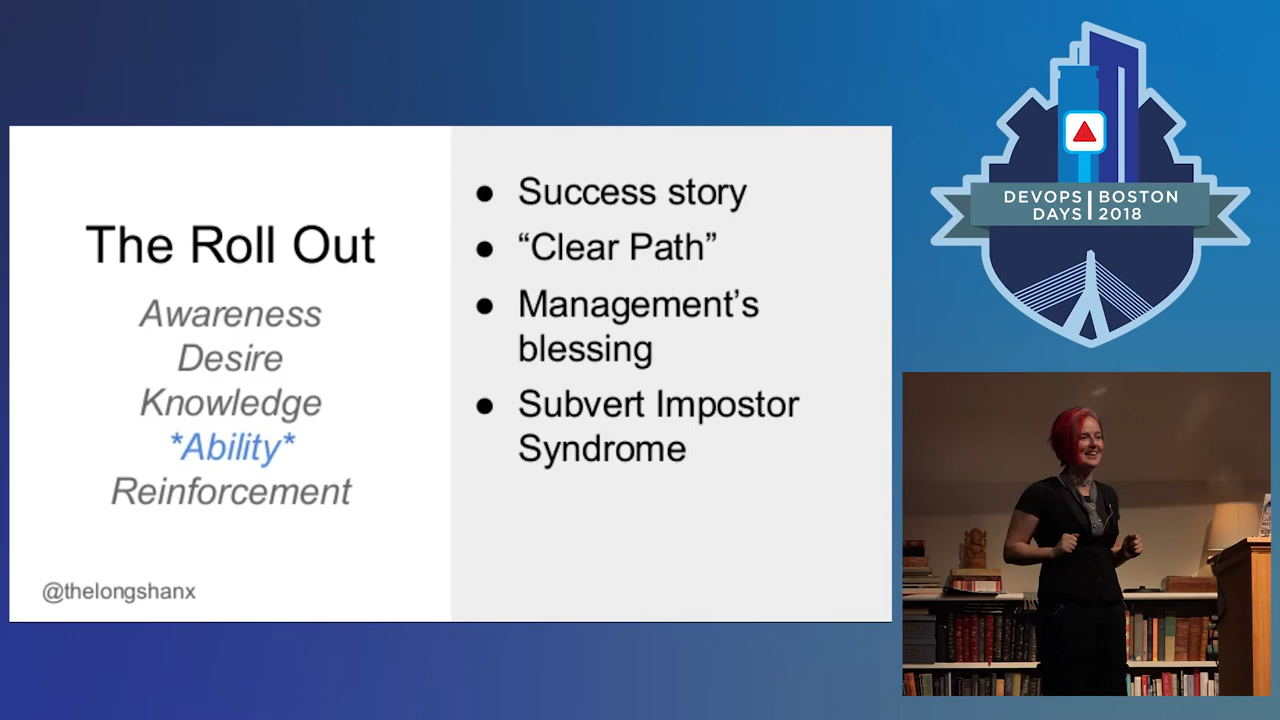 The Roll Out
Awareness
Desire
Knowledge
*Ability*
Reinforcement
@thelongshanx
● Success story
● “Clear Path”
● Management’s
blessing
● Subvert Impostor
Syndrome
DEVOPS | BOSTON
DAYS | 2018